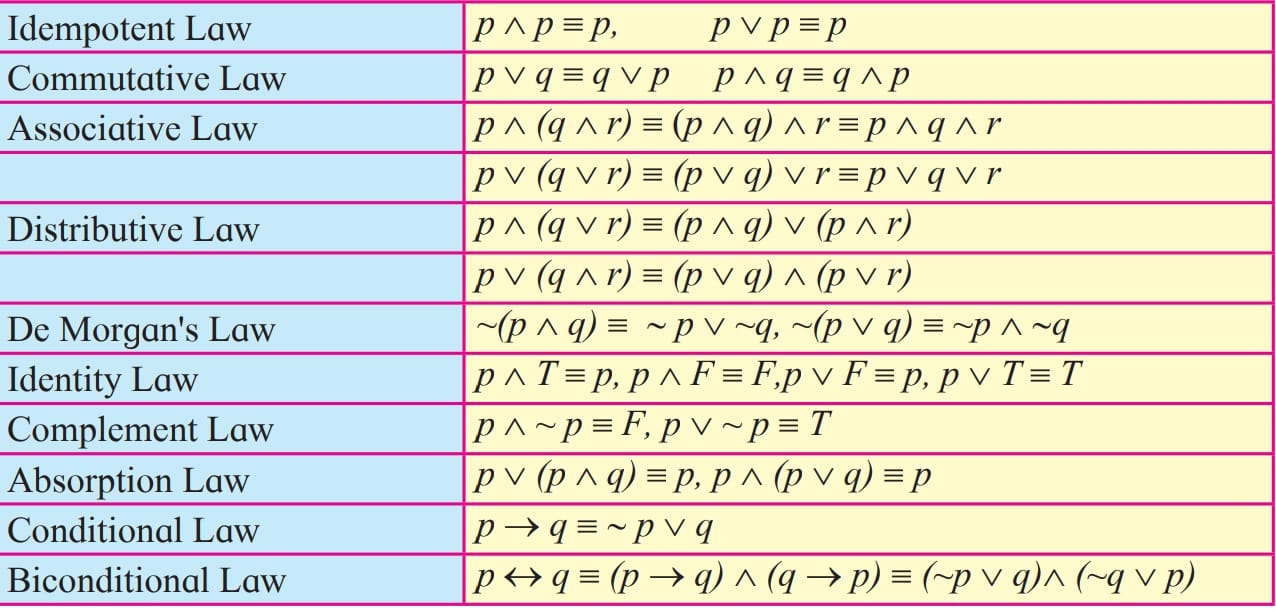 Idempotent Law p ∧ p ≡ p, p ∨ p ≡ p
Commutative Law p ∨ q ≡ q ∨ p p ∧ q ≡ q ∧ p
Associative Law p ∧ (q ∧ r) ≡ (p ∧ q) ∧ r ≡ p ∧ q ∧ r
p ∨ (q ∨ r) ≡ (p ∨ q) ∨ r ≡ p ∨ q ∨ r
Distributive Law p ∧ (q ∨ r) ≡ (p ∧ q) ∨ (p ∧ r)
p ∨ (q ∧ r) ≡ (p ∨ q) ∧ (p ∨ r)
De Morgan's Law ~(p ∧ q) ≡ ~ p ∨ ~q, ~(p ∨ q) ≡ ~p ∧ ~q
Identity Law p ∧ T ≡ p, p ∧ F ≡ F,p ∨ F ≡ p, p ∨ T ≡ T
Complement Law p ∧ ~ p ≡ F, p ∨ ~ p ≡ T
Absorption Law p ∨ (p ∧ q) ≡ p, p ∧ (p ∨ q) ≡ p
Conditional Law p → q ≡ ~ p ∨ q
Biconditional Law p ↔ q ≡ (p → q) ∧ (q → p) ≡ (~p ∨ q)∧ (~q ∨ p)